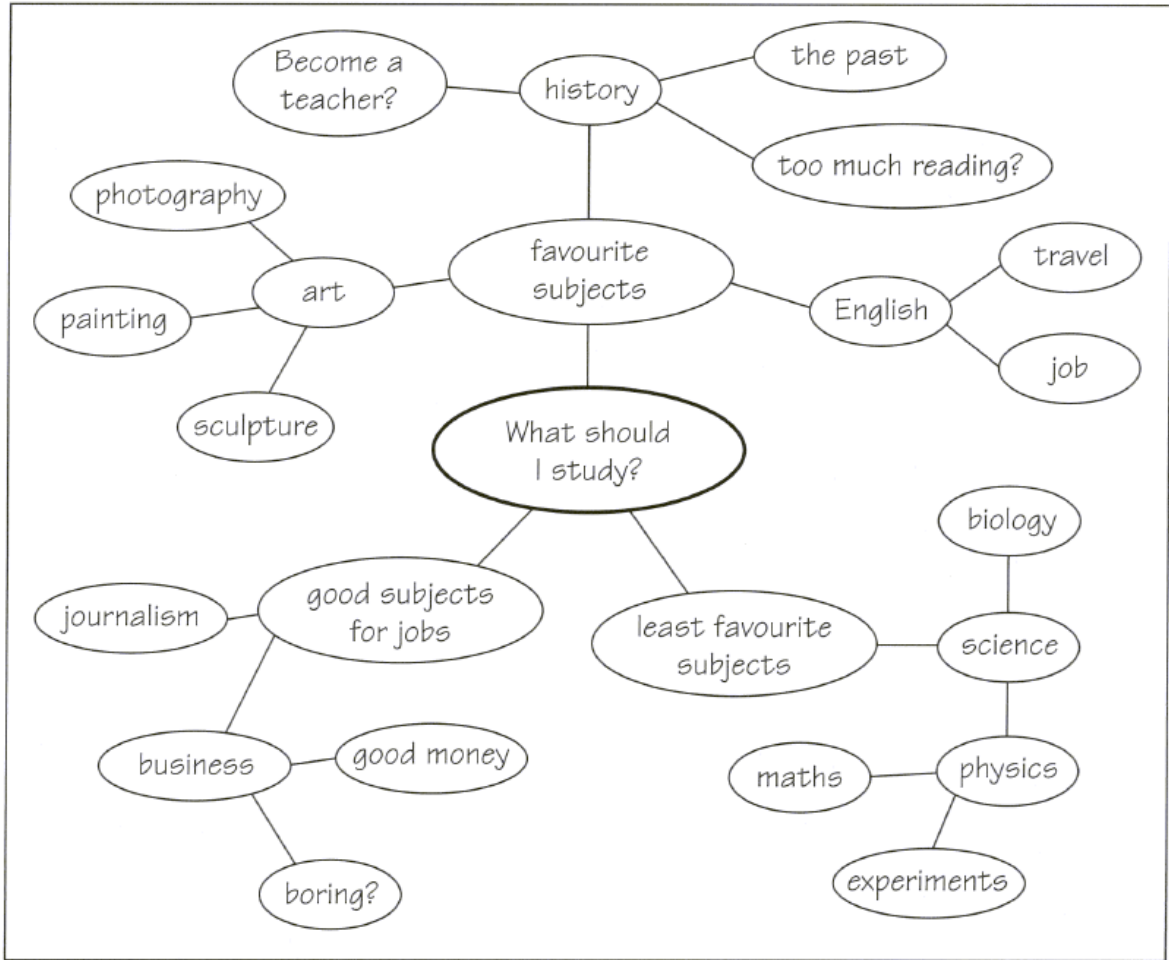 Become a
teacher?
history
the past
too much reading?
photography
painting
art
sculpture
favourite
subjects
English
travel
job
What should
I study?
good subjects
for jobs
journalism
business
good money
boring?
least favourite
subjects
biology
science
physics
maths
experiments